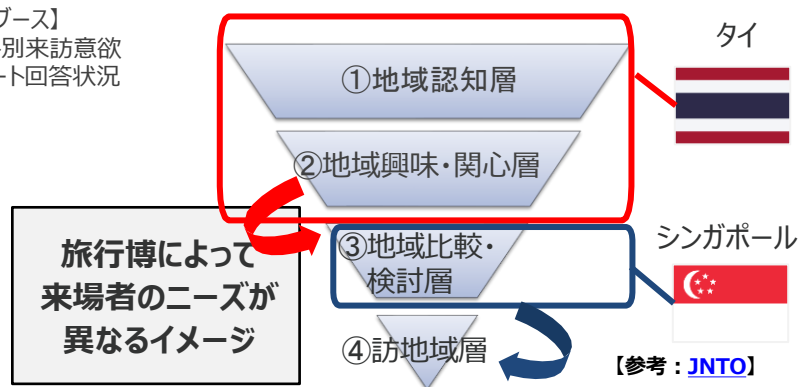 ブース】
別来訪意欲
ート回答状況
①地域認知層
②地域興味・関心層
③地域比較・
検討層
④訪地域層
旅行博によって
来場者のニーズが
異なるイメージ
タイ
シンガポール
【参考：JNTO】